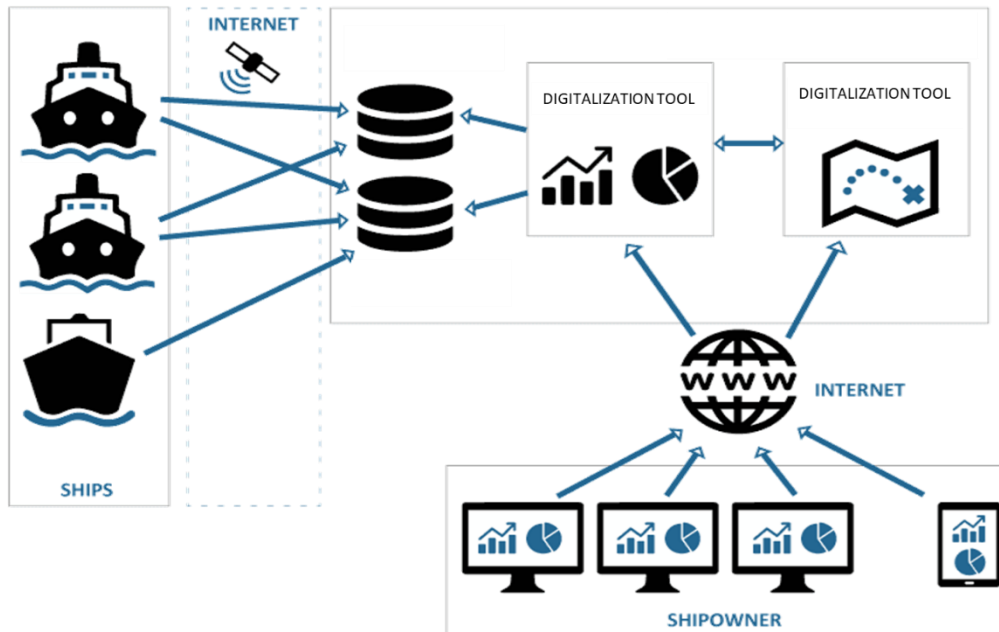 INTERNET
DIGITALIZATION TOOL
DIGITALIZATION TOOL
WWW
INTERNET
SHIPS
SHIPOWNER